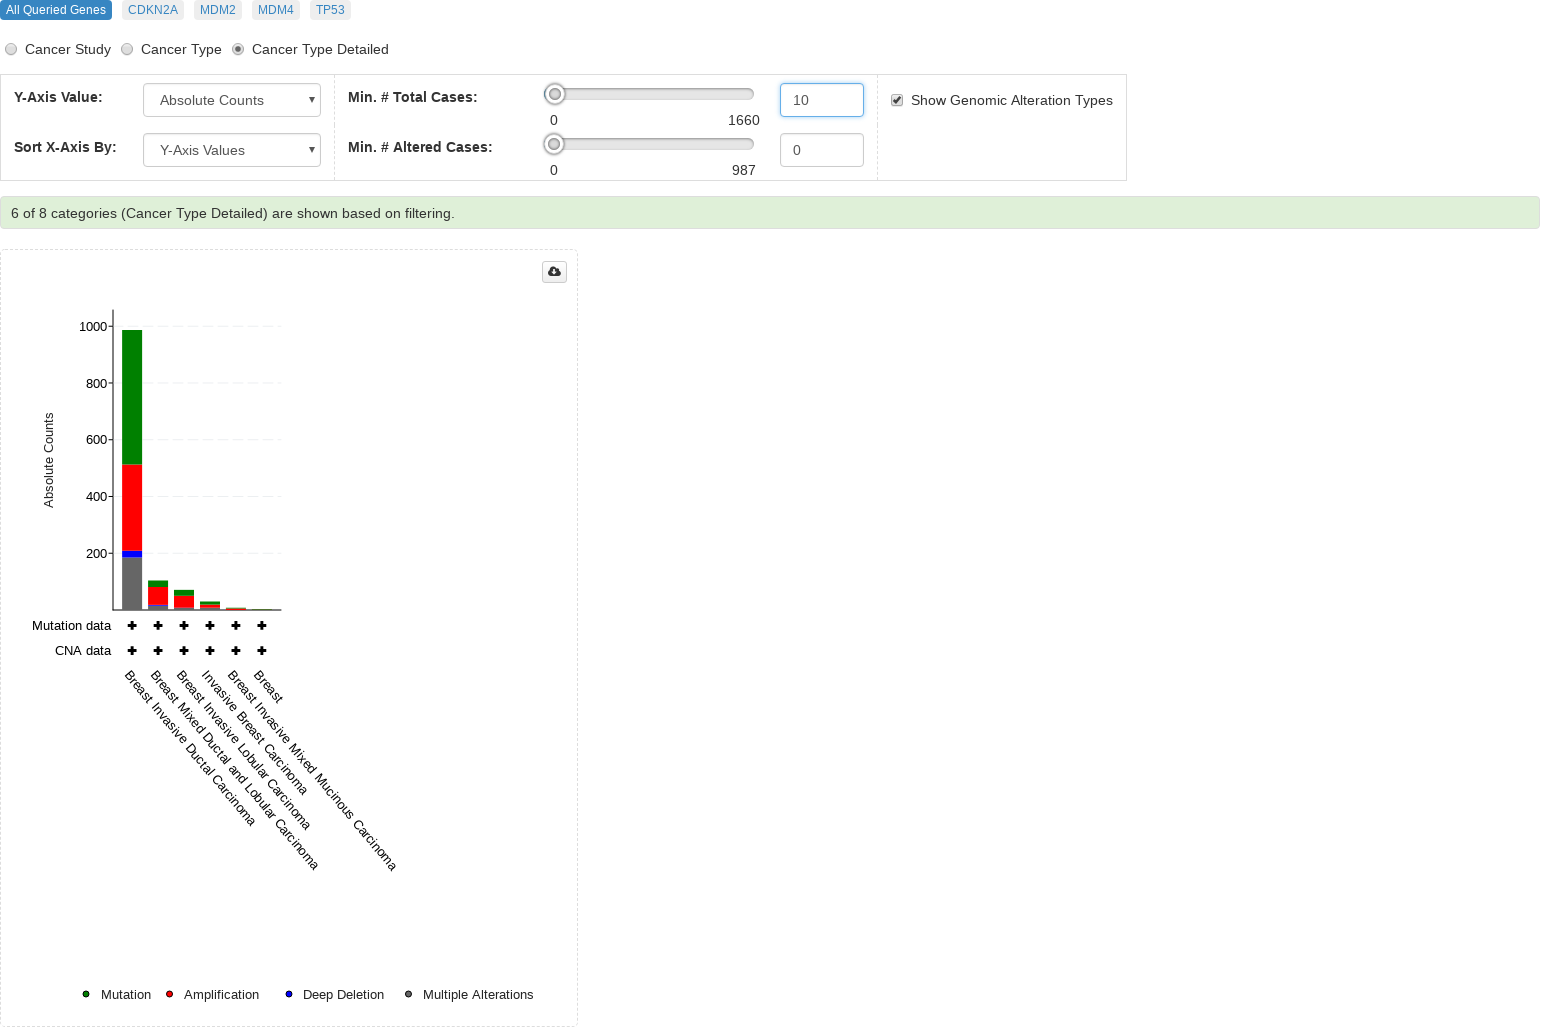 All Queried Genes CDKN2A MDM2 MDM4 TP53
Cancer Study Cancer Type Cancer Type Detailed
Y-Axis Value: Absolute Counts Min. # Total Cases: 10 Show Genomic Alteration Types
0 1660
Sort X-Axis By: Y-Axis Values Min. # Altered Cases: 0
0 987
6 of 8 categories (Cancer Type Detailed) are shown based on filtering.
1000
800
600
400
200
Absolute Counts
Mutation data
CNA data
Breast Invasive Ductal Carcinoma
Breast Mixed Ductal and Lobular Carcinoma
Breast Invasive Lobular Carcinoma
Invasive Breast Carcinoma
Breast Invasive Mixed Mucinous Carcinoma
Breast
Mutation Amplification Deep Deletion Multiple Alterations